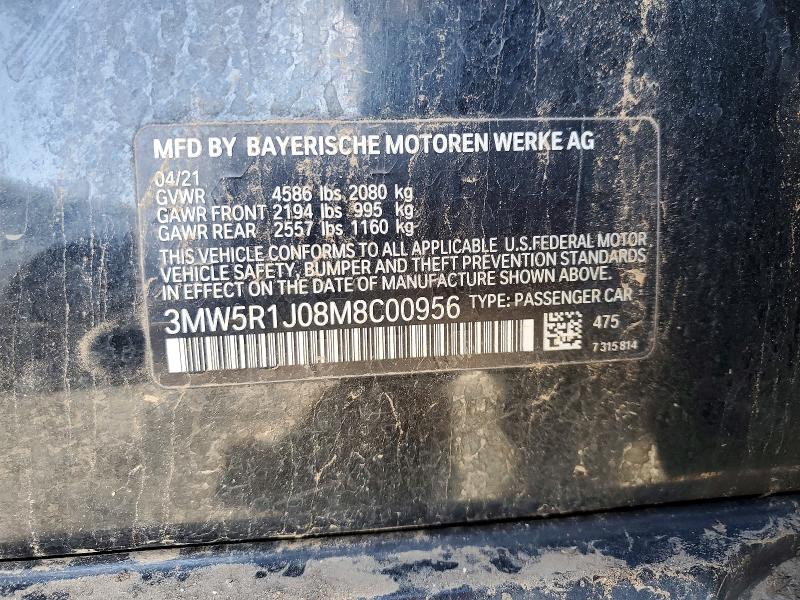 MFD BY BAYERISCHE MOTOREN WERKE AG
04/21
GVWR 4586 lbs 2080 kg
GAWR FRONT 2194 lbs 995 kg
GAWR REAR 2557 lbs 1160 kg
THIS VEHICLE CONFORMS TO ALL APPLICABLE U.S.FEDERAL MOTOR
VEHICLE SAFETY, BUMPER AND THEFT PREVENTION STANDARDS
IN EFFECT ON THE DATE OF MANUFACTURE SHOWN ABOVE.
3MW5R1J08M8C00956 TYPE: PASSENGER CAR
475
7 315 814